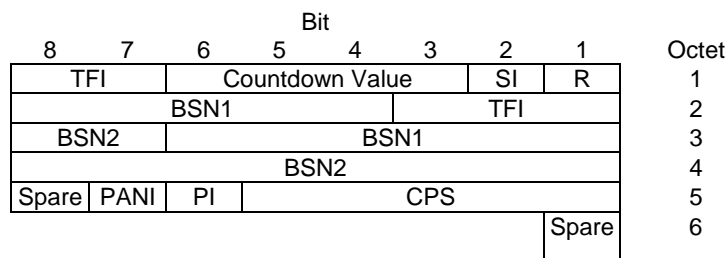 Bit
8 7 6 5 4 3 2 1 Octet
TFI Countdown Value SI R 1
BSN1 TFI 2
BSN2 BSN1 3
BSN2 4
Spare PANI PI CPS 5
Spare 6